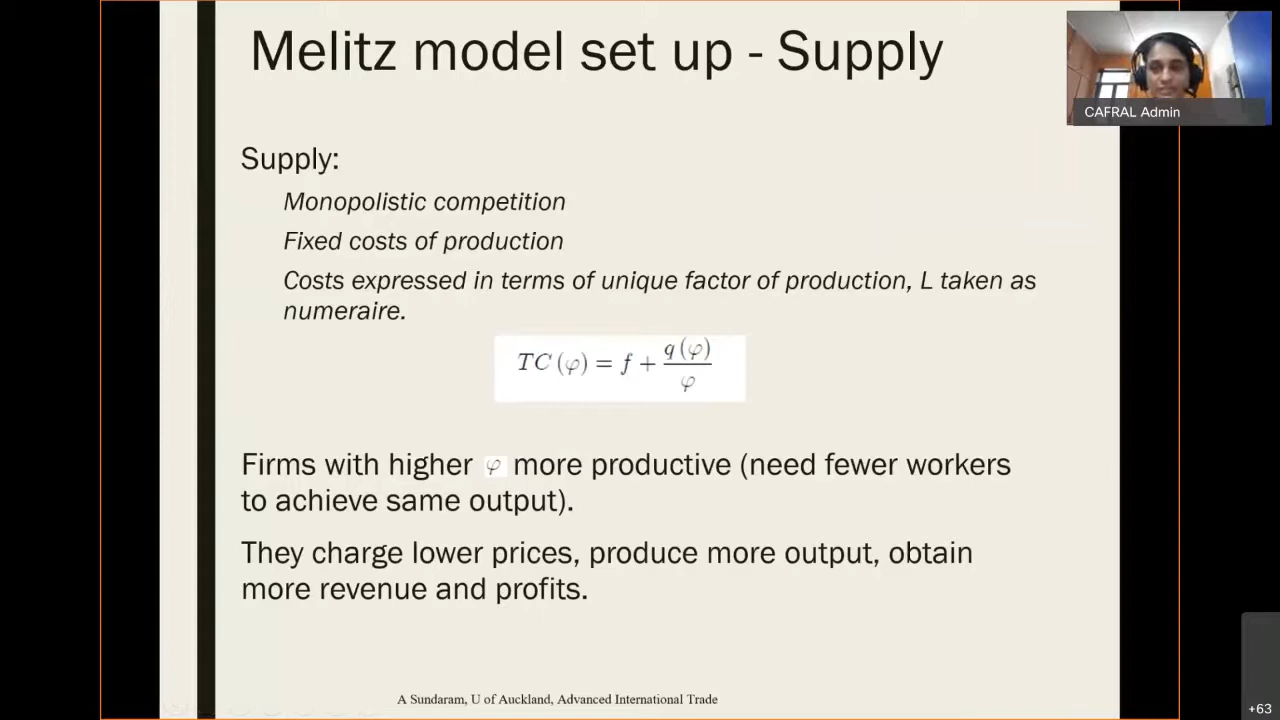 Melitz model set up - Supply
CAFRAL Admin
Supply:
Monopolistic competition
Fixed costs of production
Costs expressed in terms of unique factor of production, L taken as
numeraire.
TC (φ) = f + q (φ) / φ
Firms with higher φ more productive (need fewer workers
to achieve same output).
They charge lower prices, produce more output, obtain
more revenue and profits.
A Sundaram, U of Auckland, Advanced International Trade
+63